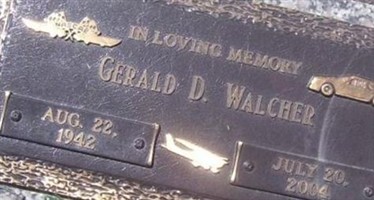 IN LOVING MEMORY
GERALD D. WALCHER
AUG. 22,
1942
JULY 20,
2004